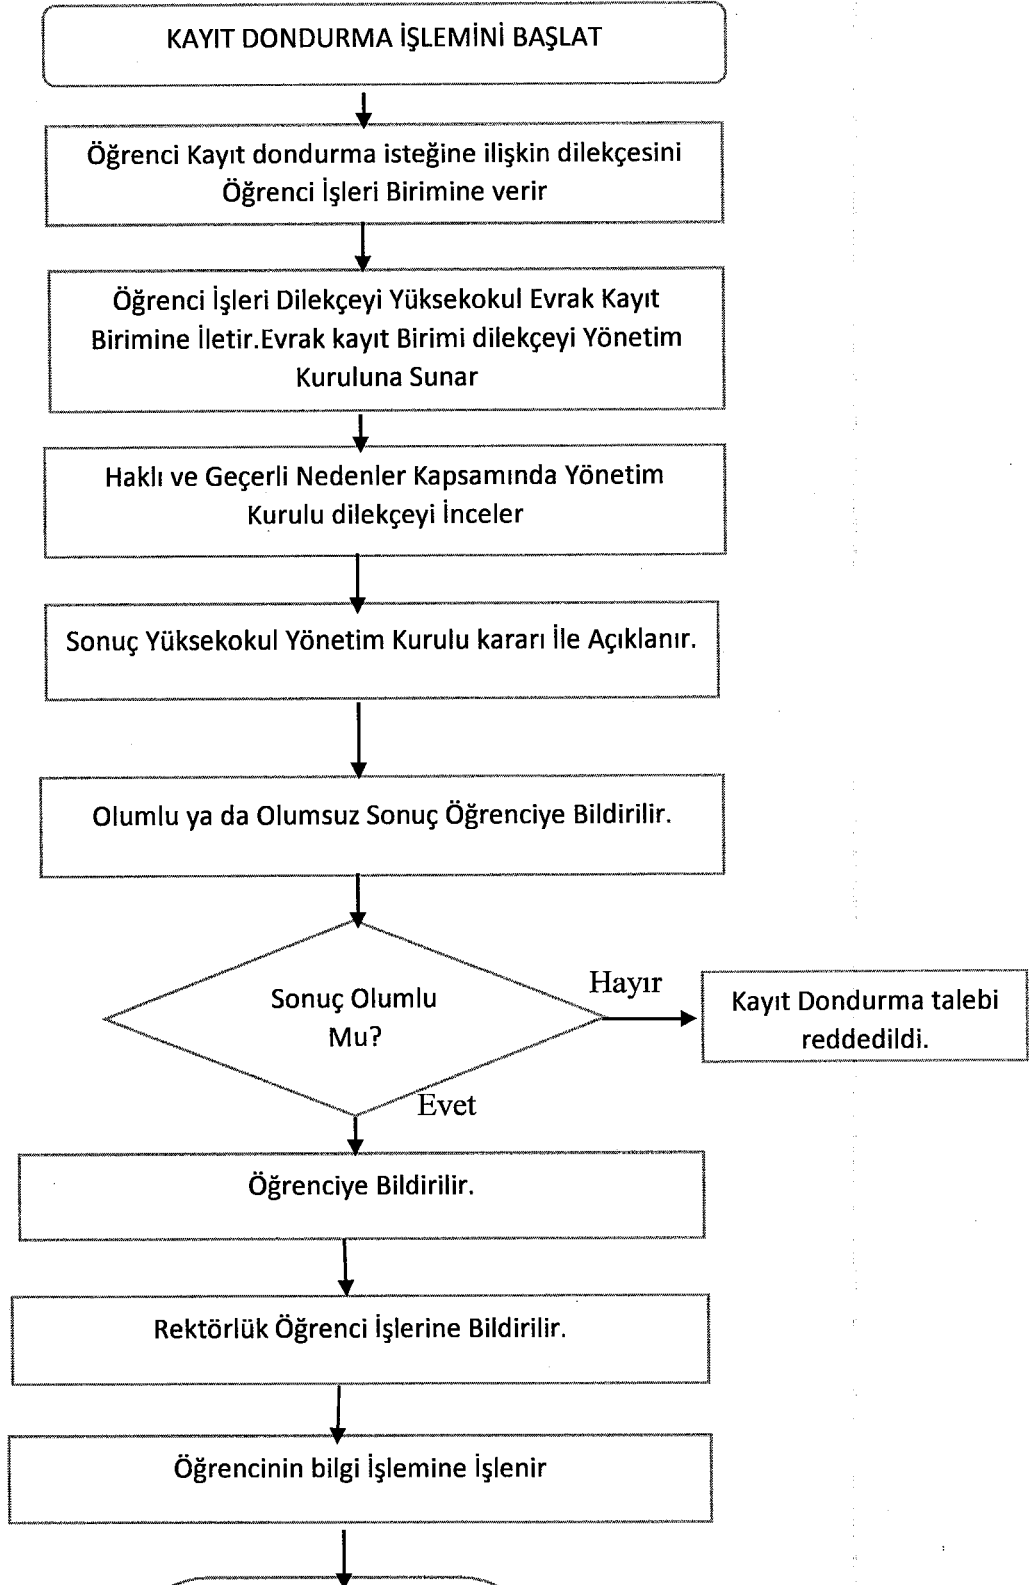 KAYIT DONDURMA İŞLEMİNİ BAŞLAT
Öğrenci Kayıt dondurma isteğine ilişkin dilekçesini
Öğrenci İşleri Birimine verir
Öğrenci İşleri Dilekçeyi Yüksekokul Evrak Kayıt
Birimine İletir.Evrak kayıt Birimi dilekçeyi Yönetim
Kuruluna Sunar
Haklı ve Geçerli Nedenler Kapsamında Yönetim
Kurulu dilekçeyi İnceler
Sonuç Yüksekokul Yönetim Kurulu kararı İle Açıklanır.
Olumlu ya da Olumsuz Sonuç Öğrenciye Bildirilir.
Sonuç Olumlu
Mu?
Hayır
Kayıt Dondurma talebi
reddedildi.
Evet
Öğrenciye Bildirilir.
Rektörlük Öğrenci İşlerine Bildirilir.
Öğrencinin bilgi İşlemine İşlenir